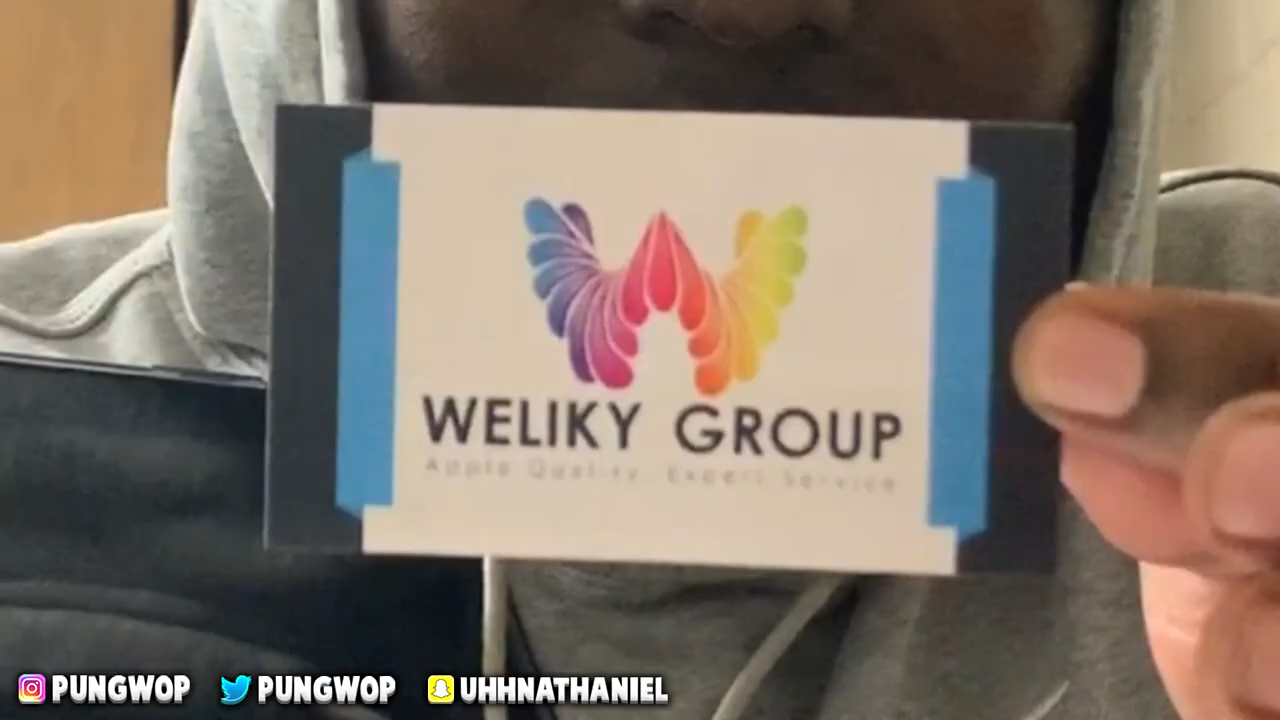 WELIKY GROUP
Apple Quality. Expert Service
PUNGWOP PUNGWOP UHHNATHANIEL